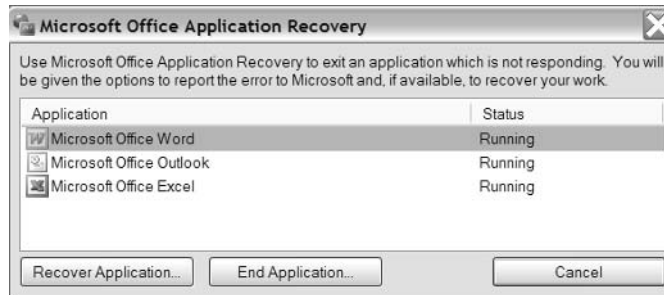 Microsoft Office Application Recovery
Use Microsoft Office Application Recovery to exit an application which is not responding. You will
be given the options to report the error to Microsoft and, if available, to recover your work.
Application Status
Microsoft Office Word Running
Microsoft Office Outlook Running
Microsoft Office Excel Running
Recover Application... End Application... Cancel